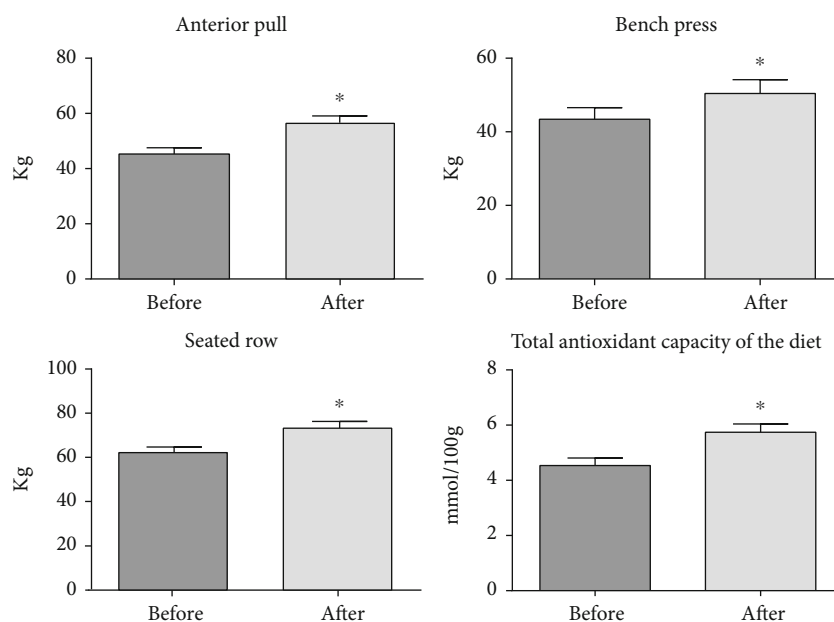 Anterior pull
80
60
40
20
0
Kg
*
Before After
Bench press
60
40
20
0
Kg
*
Before After
Seated row
100
80
60
40
20
0
Kg
*
Before After
Total antioxidant capacity of the diet
8
6
4
2
0
mmol/100g
*
Before After